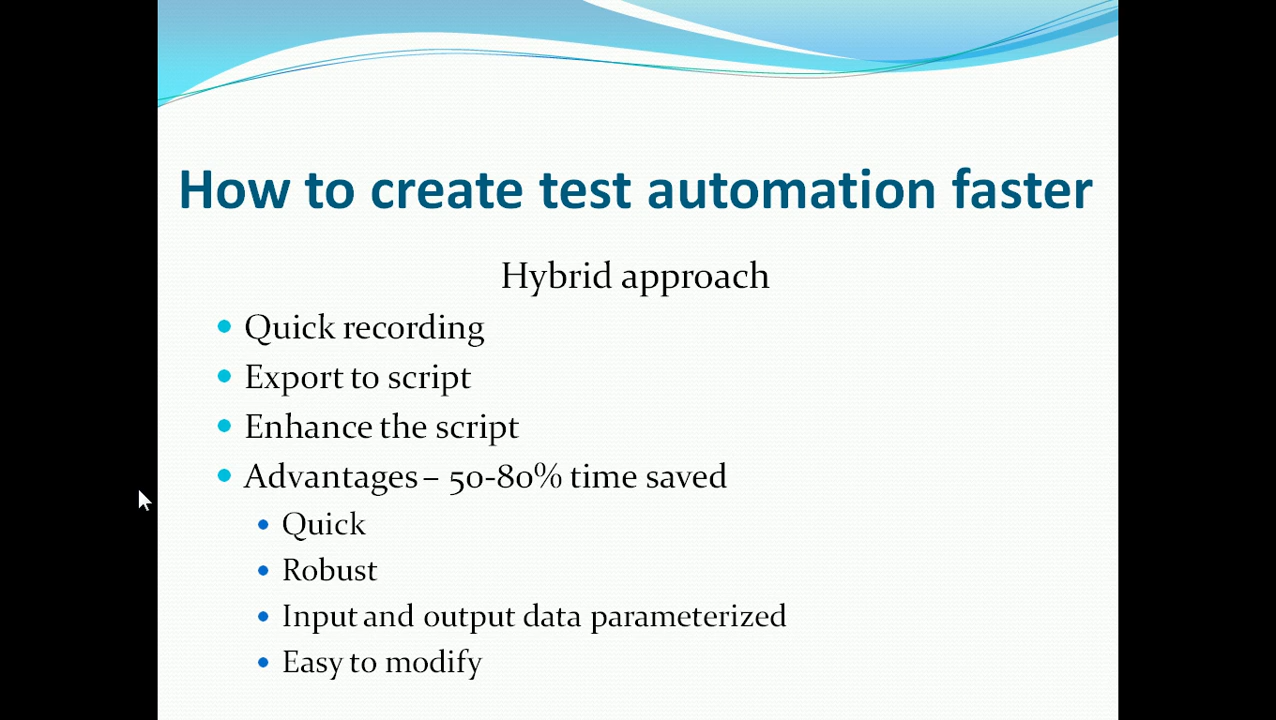 How to create test automation faster
Hybrid approach
Quick recording
Export to script
Enhance the script
Advantages – 50-80% time saved
Quick
Robust
Input and output data parameterized
Easy to modify